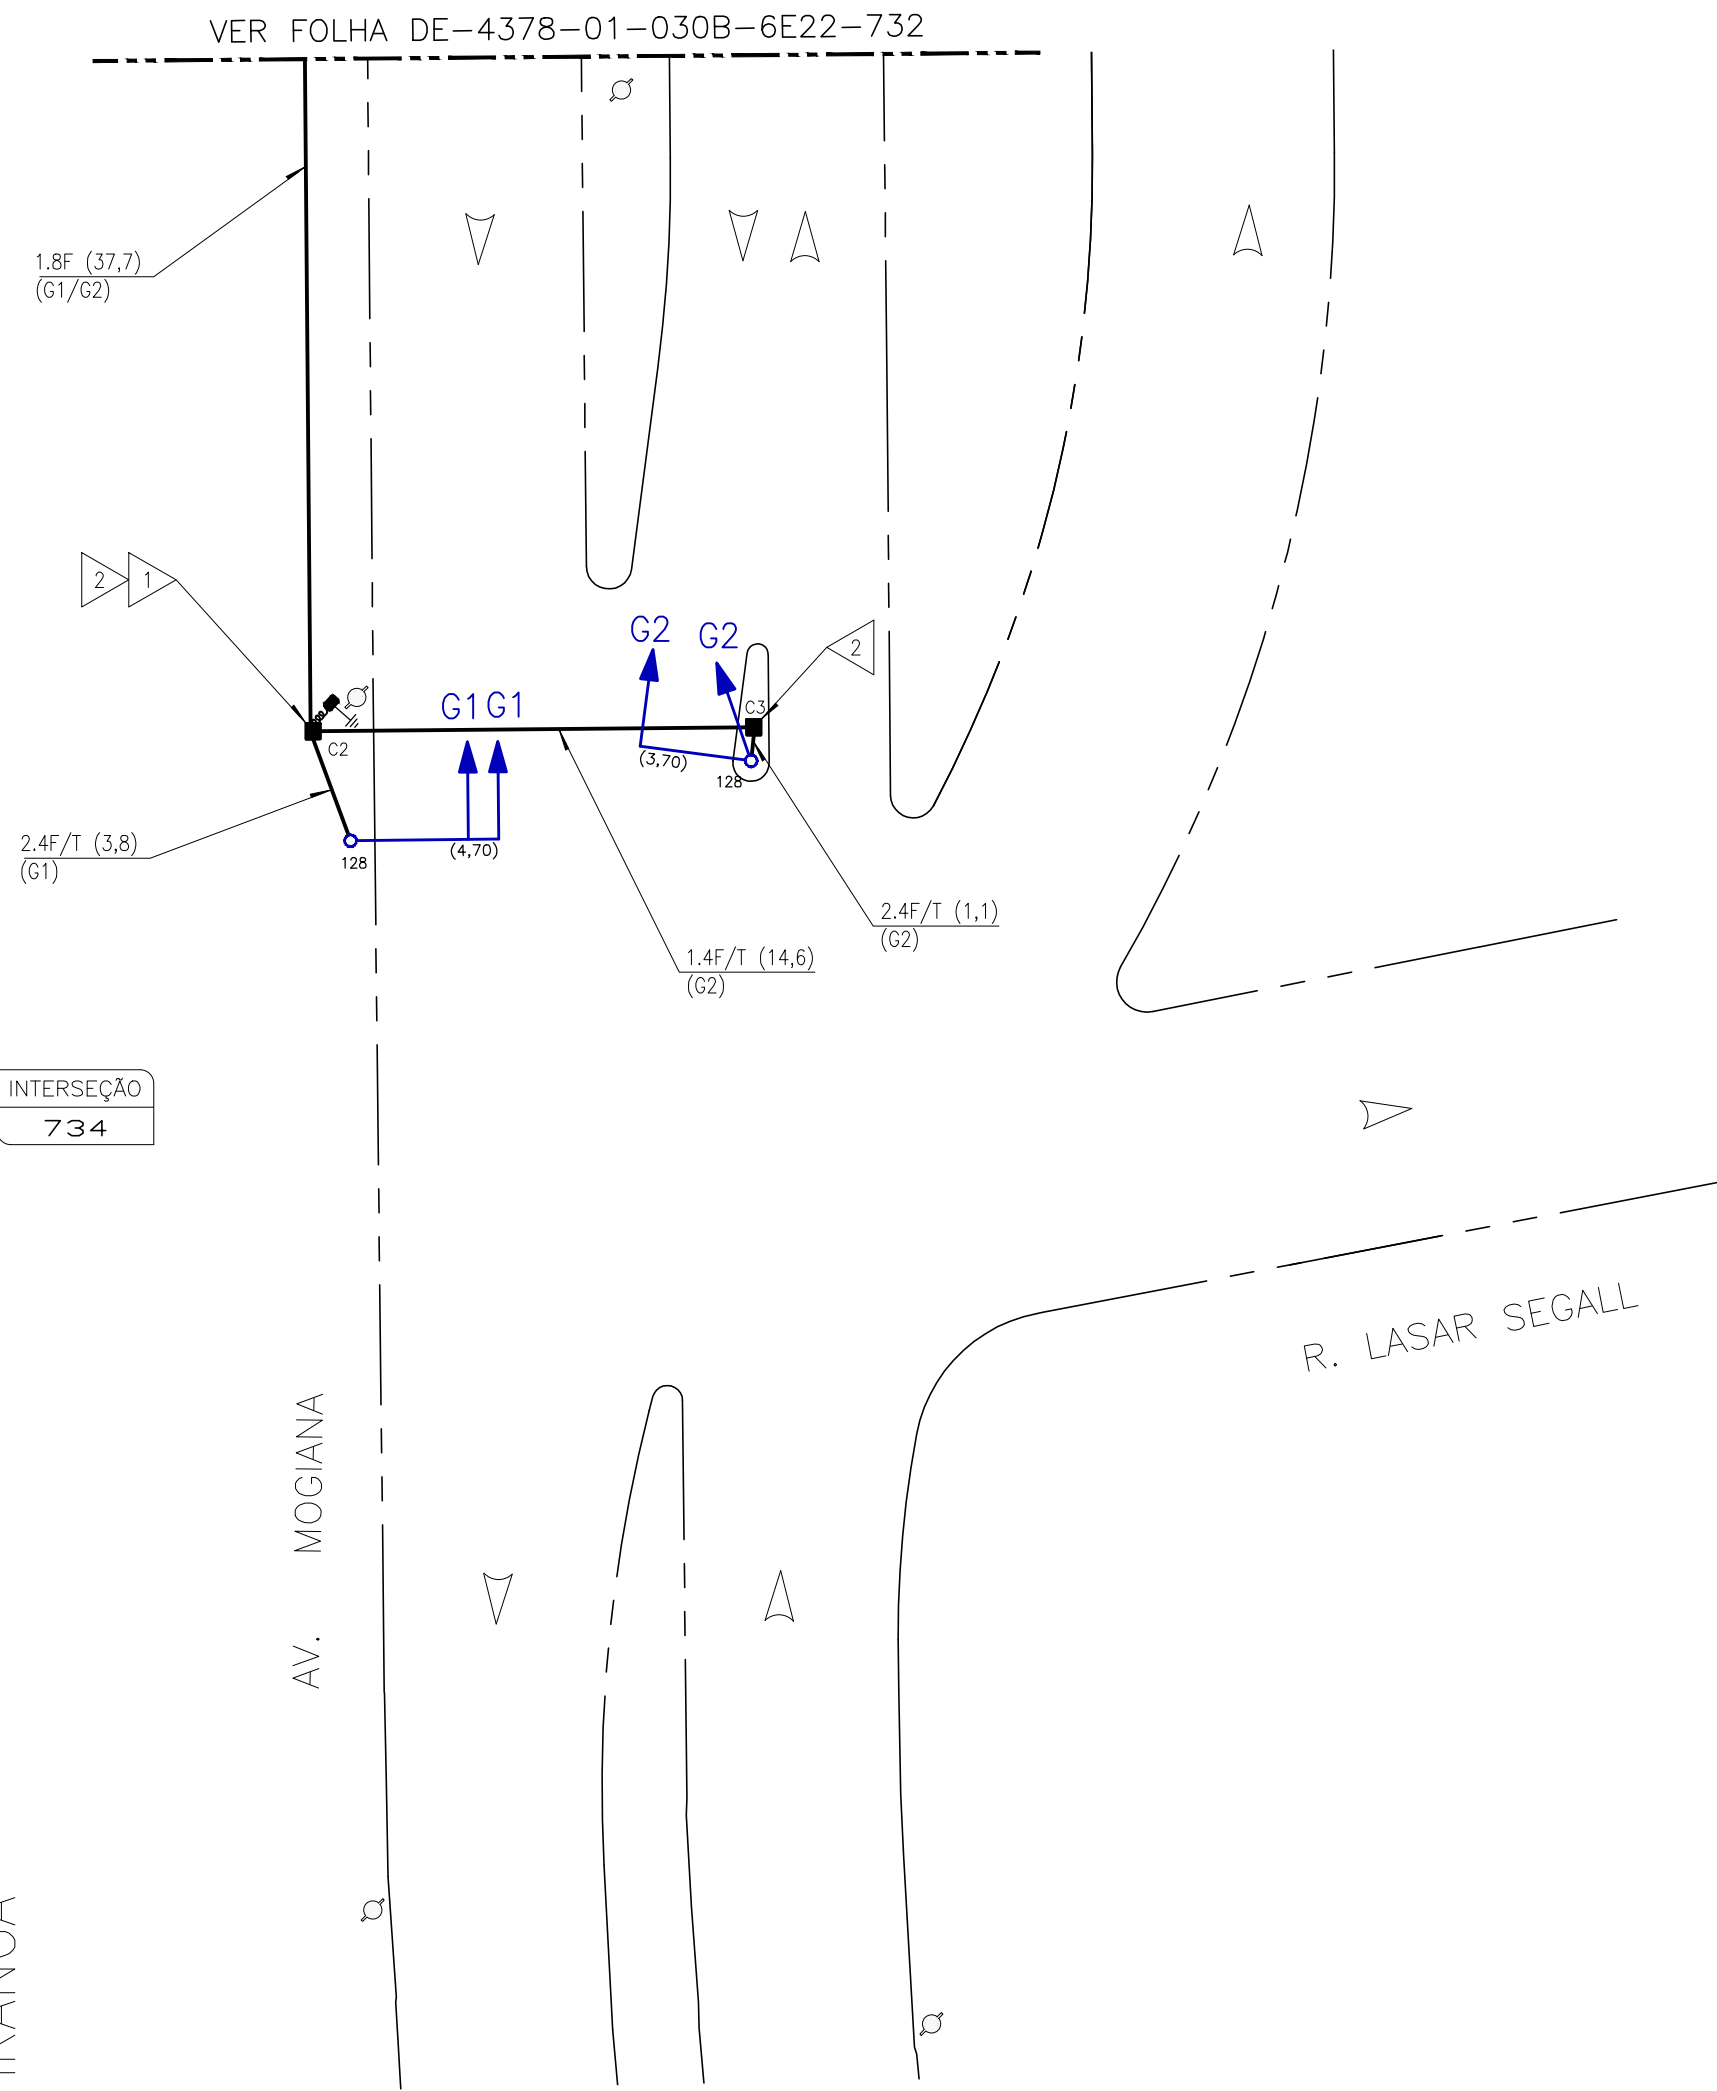 VER FOLHA DE-4378-01-030B-6E22-732
1.8F (37,7)
(G1/G2)
2
1
G2
G2
2
G1
G1
C3
C2
(3,70)
128
2.4F/T (3,8)
(G1)
(4,70)
128
2.4F/T (1,1)
(G2)
1.4F/T (14,6)
(G2)
INTERSEÇÃO
734
R. LASAR SEGALL
AV. MOGIANA